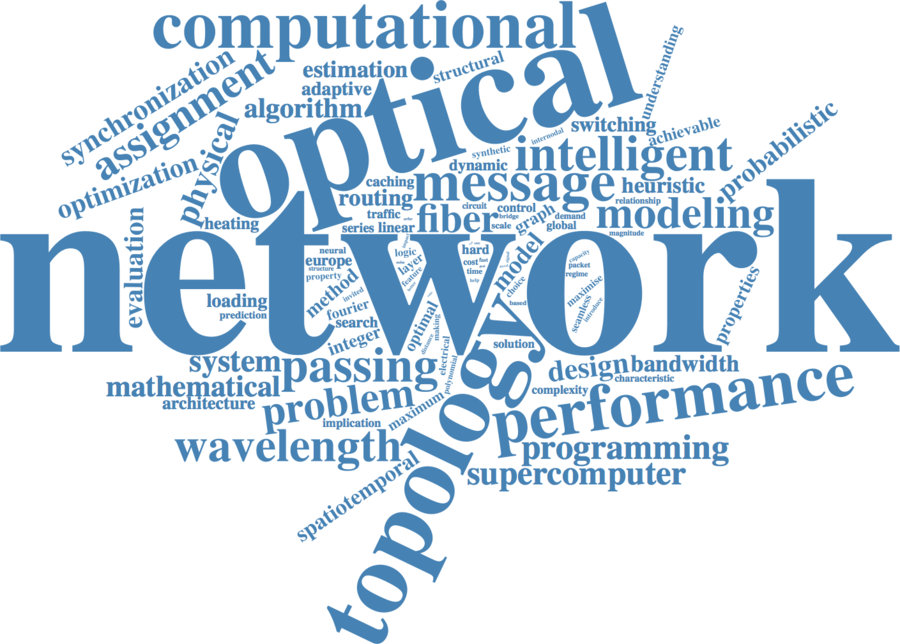 computational
optical
structural
understanding
estimation
adaptive
algorithm
synchronization
assignment
optimization
physical
switching
internodal
achievable
synthetic
dynamic
intelligent
probabilistic
caching
message
heuristic
routing
circuit
control
relationship
traffic
fiber
bridge
graph
demand
modeling
heating
series
linear
scale
global
magnitude
network
evaluation
neural
europe
structure
property
logic
layer
feature
hard
cost
time
help
model
choice
capacity
packet
regime
method
invited
maximise
seamless
introduce
properties
loading
prediction
fourier
search
integer
optimal
making
distance
electrical
polynomial
based
solution
system
passing
topology
design
bandwidth
characteristic
mathematical
architecture
problem
complexity
implication
maximum
performance
wavelength
programming
spatiotemporal
supercomputer